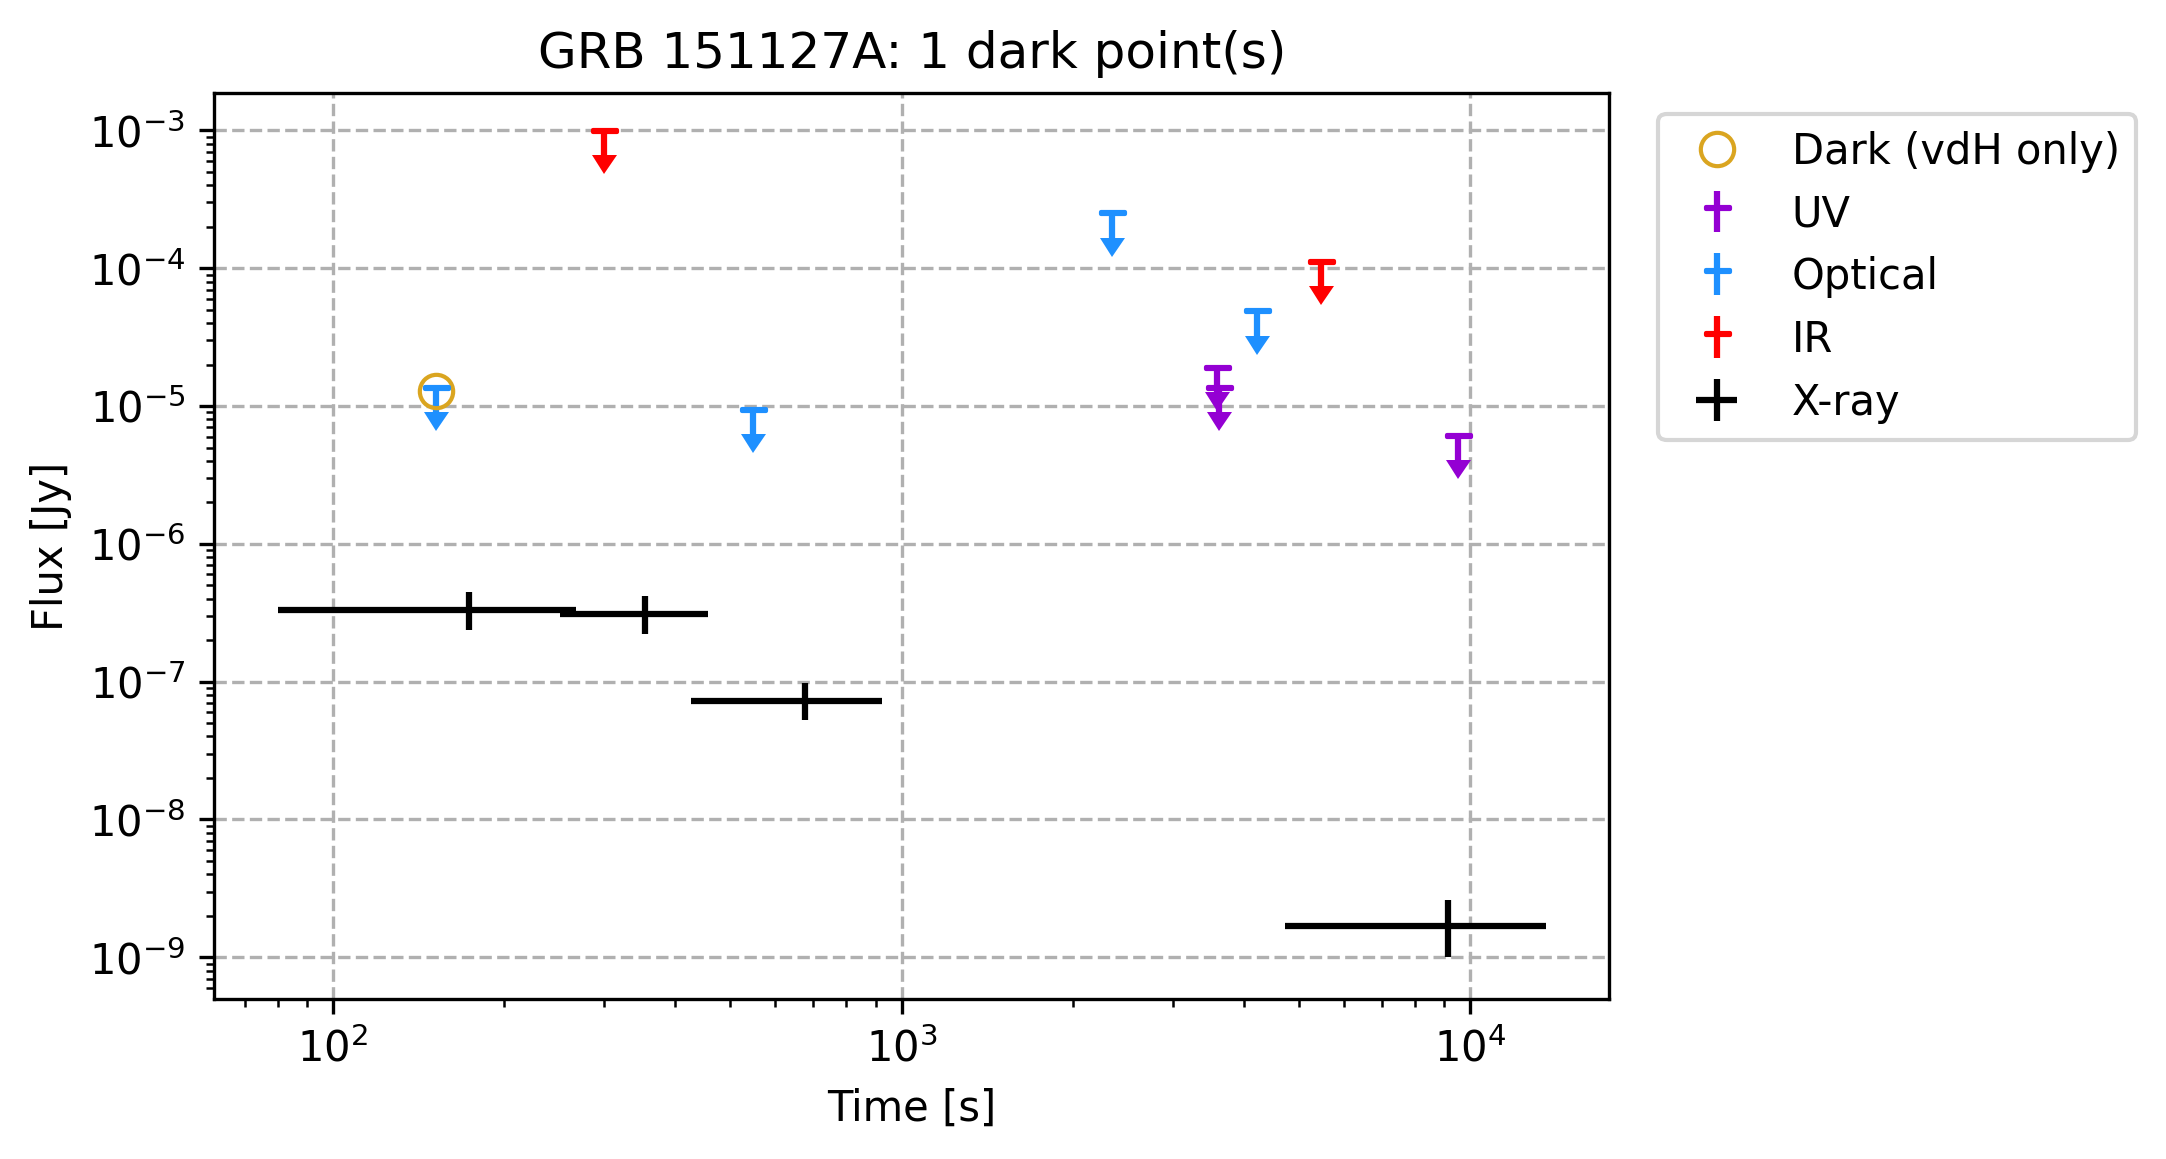 GRB 151127A: 1 dark point(s)
10⁻³
10⁻⁴
10⁻⁵
10⁻⁶
10⁻⁷
10⁻⁸
10⁻⁹
Flux [Jy]
10²
10³
10⁴
Time [s]
Dark (vdH only)
UV
Optical
IR
X-ray